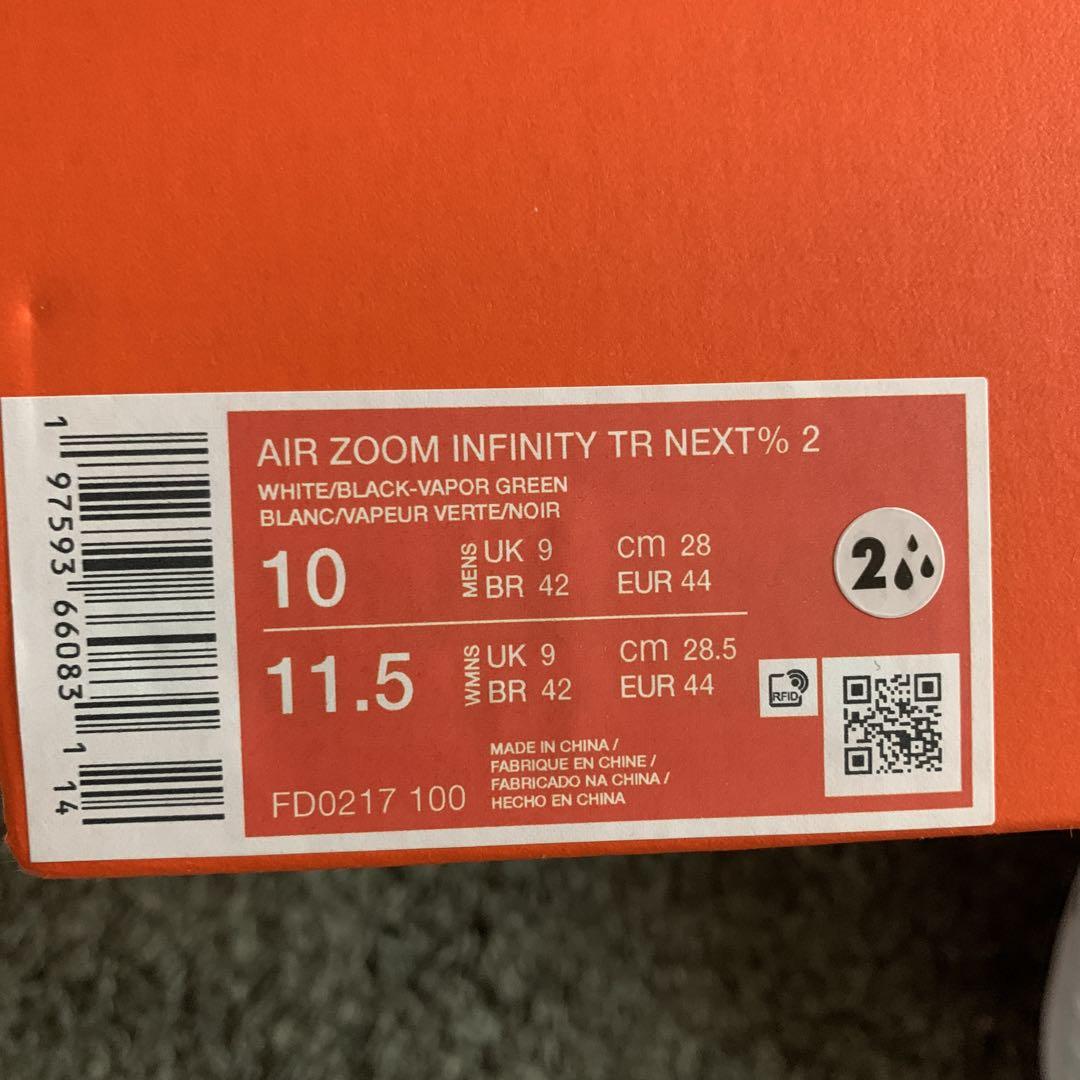 AIR ZOOM INFINITY TR NEXT% 2
WHITE/BLACK-VAPOR GREEN
BLANC/VAPEUR VERTE/NOIR
10 MENS UK 9 CM 28
BR 42 EUR 44
2
11.5 WMNS UK 9 CM 28.5
BR 42 EUR 44
RFID
MADE IN CHINA /
FABRIQUE EN CHINE /
FABRICADO NA CHINA /
HECHO EN CHINA
FD0217 100
1 97593 66083 1 14